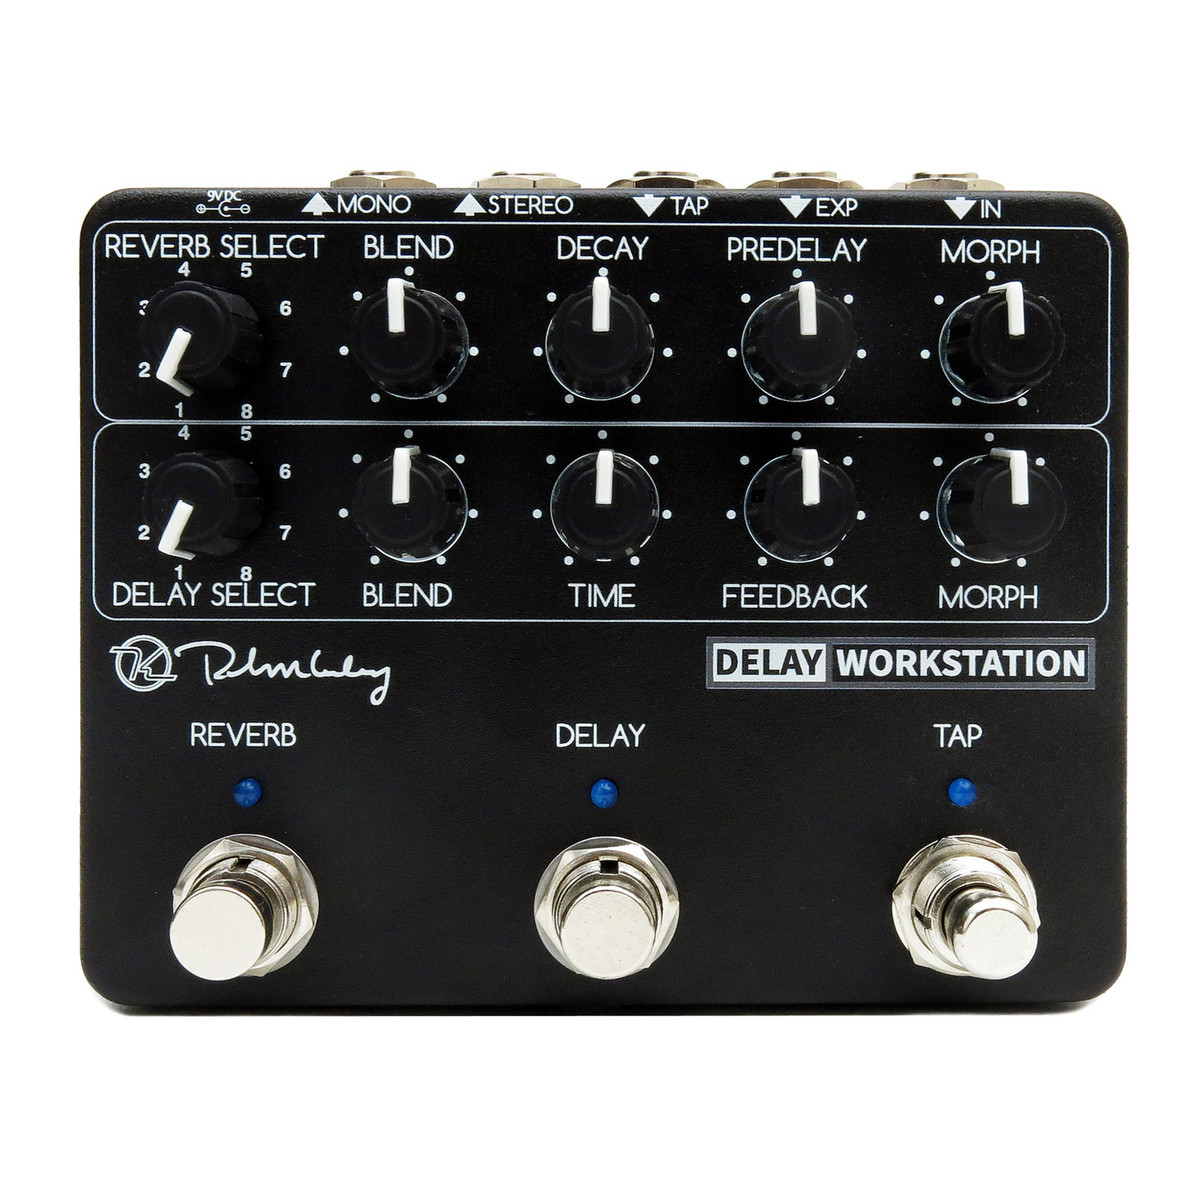 9VDC
MONO STEREO TAP EXP IN
REVERB SELECT BLEND DECAY PREDELAY MORPH
4 5
3 6
2 7
1 8
4 5
3 6
2 7
1 8
DELAY SELECT BLEND TIME FEEDBACK MORPH
K
DELAY WORKSTATION
REVERB DELAY TAP